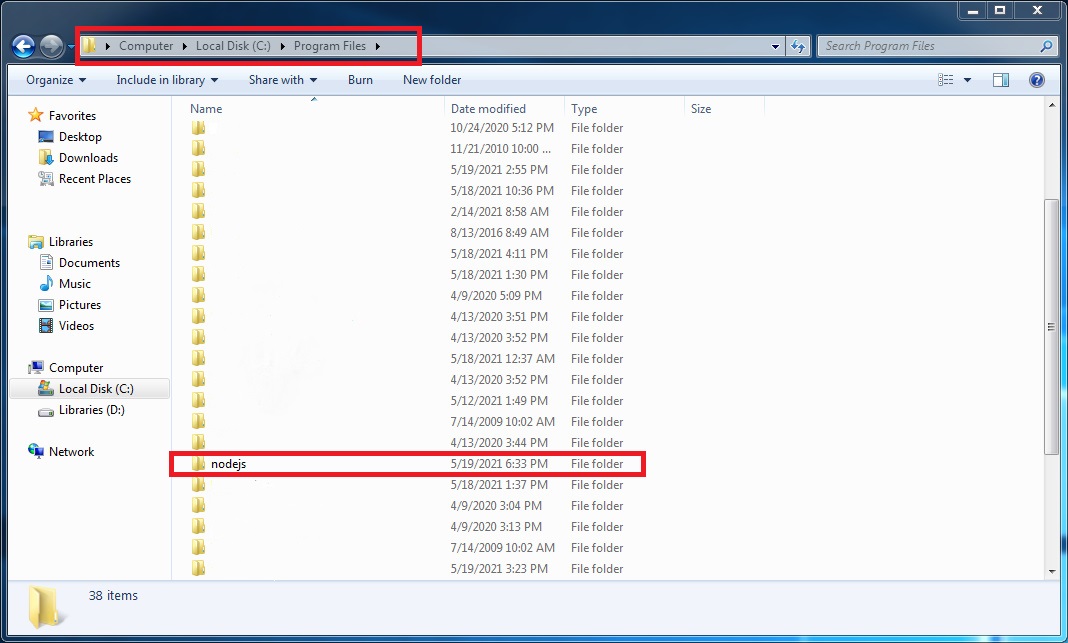 Computer Local Disk (C:) Program Files
Search Program Files
Organize Include in library Share with Burn New folder
Favorites
Desktop
Downloads
Recent Places
Libraries
Documents
Music
Pictures
Videos
Computer
Local Disk (C:)
Libraries (D:)
Network
Name Date modified Type Size
10/24/2020 5:12 PM File folder
11/21/2010 10:00 ... File folder
5/19/2021 2:55 PM File folder
5/18/2021 10:36 PM File folder
2/14/2021 8:58 AM File folder
8/13/2016 8:49 AM File folder
5/18/2021 4:11 PM File folder
5/18/2021 1:30 PM File folder
4/9/2020 5:09 PM File folder
4/13/2020 3:51 PM File folder
4/13/2020 3:52 PM File folder
5/18/2021 12:37 AM File folder
4/13/2020 3:52 PM File folder
5/12/2021 1:49 PM File folder
7/14/2009 10:02 AM File folder
4/13/2020 3:44 PM File folder
nodejs 5/19/2021 6:33 PM File folder
5/18/2021 1:37 PM File folder
4/9/2020 3:04 PM File folder
4/9/2020 3:13 PM File folder
7/14/2009 10:02 AM File folder
5/19/2021 3:23 PM File folder
38 items